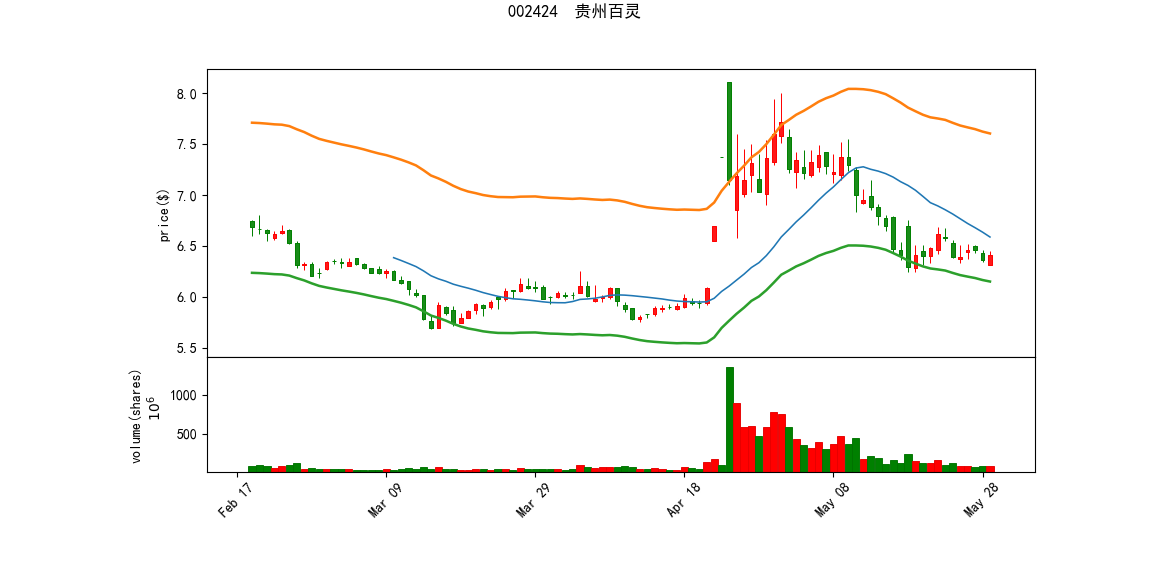 002424  贵州百灵
price($)
8.0
7.5
7.0
6.5
6.0
5.5
volume(shares)
10^6
1000
500
Feb 17
Mar 09
Mar 29
Apr 18
May 08
May 28